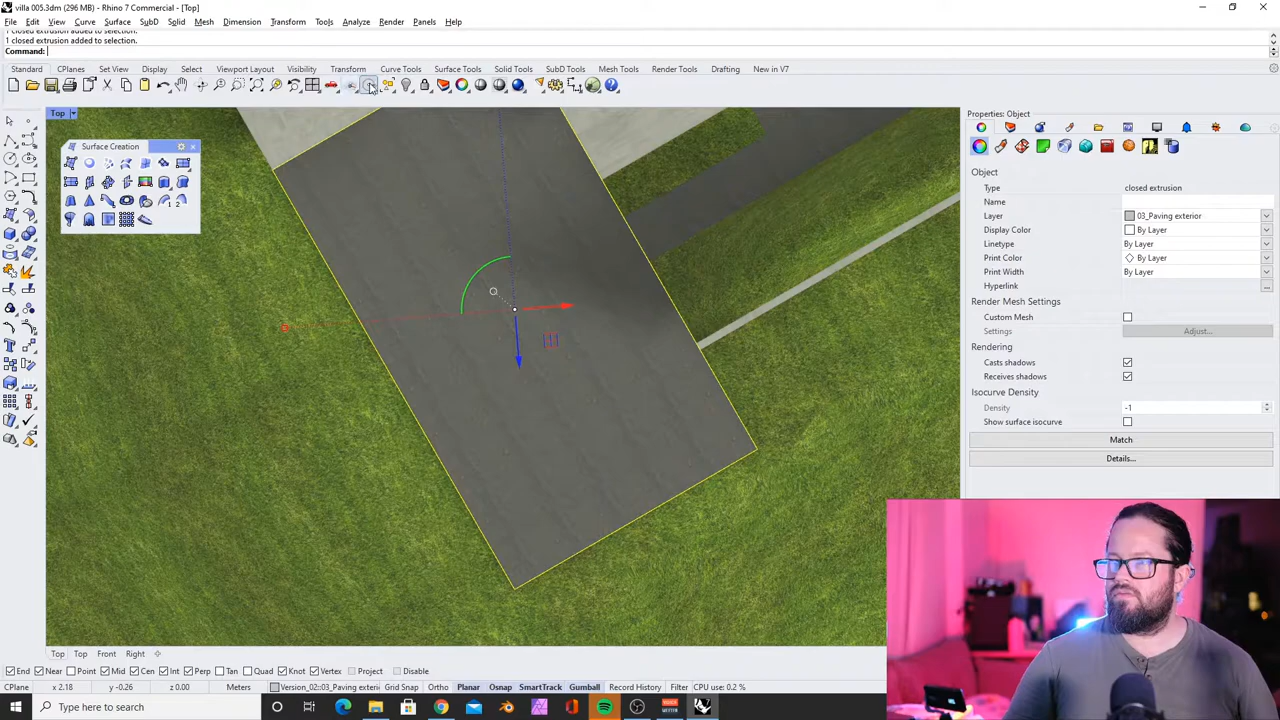 villa 005.3dm (296 MB) - Rhino 7 Commercial - [Top]
File Edit View Curve Surface SubD Solid Mesh Dimension Transform Tools Analyze Render Panels Help
1 closed extrusion added to selection.
1 closed extrusion added to selection.
Command:
Standard CPlanes Set View Display Select Viewport Layout Visibility Transform Curve Tools Surface Tools Solid Tools SubD Tools Mesh Tools Render Tools Drafting New in V7
Top
Properties: Object
Surface Creation
Object
Type closed extrusion
Name
Layer 03_Paving exterior
Display Color By Layer
Linetype By Layer
Print Color By Layer
Print Width By Layer
Hyperlink ...
Render Mesh Settings
Custom Mesh
Settings Adjust...
Rendering
Casts shadows
Receives shadows
Isocurve Density
Density -1
Show surface isocurve
Match
Details...
Top Top Front Right
End Near Point Mid Cen Int Perp Tan Quad Knot Vertex Project Disable
CPlane x 2.18 y -0.26 z 0.00 Meters Version_02::03_Paving exteri Grid Snap Ortho Planar Osnap SmartTrack Gumball Record History Filter CPU use: 0.2 %
Type here to search